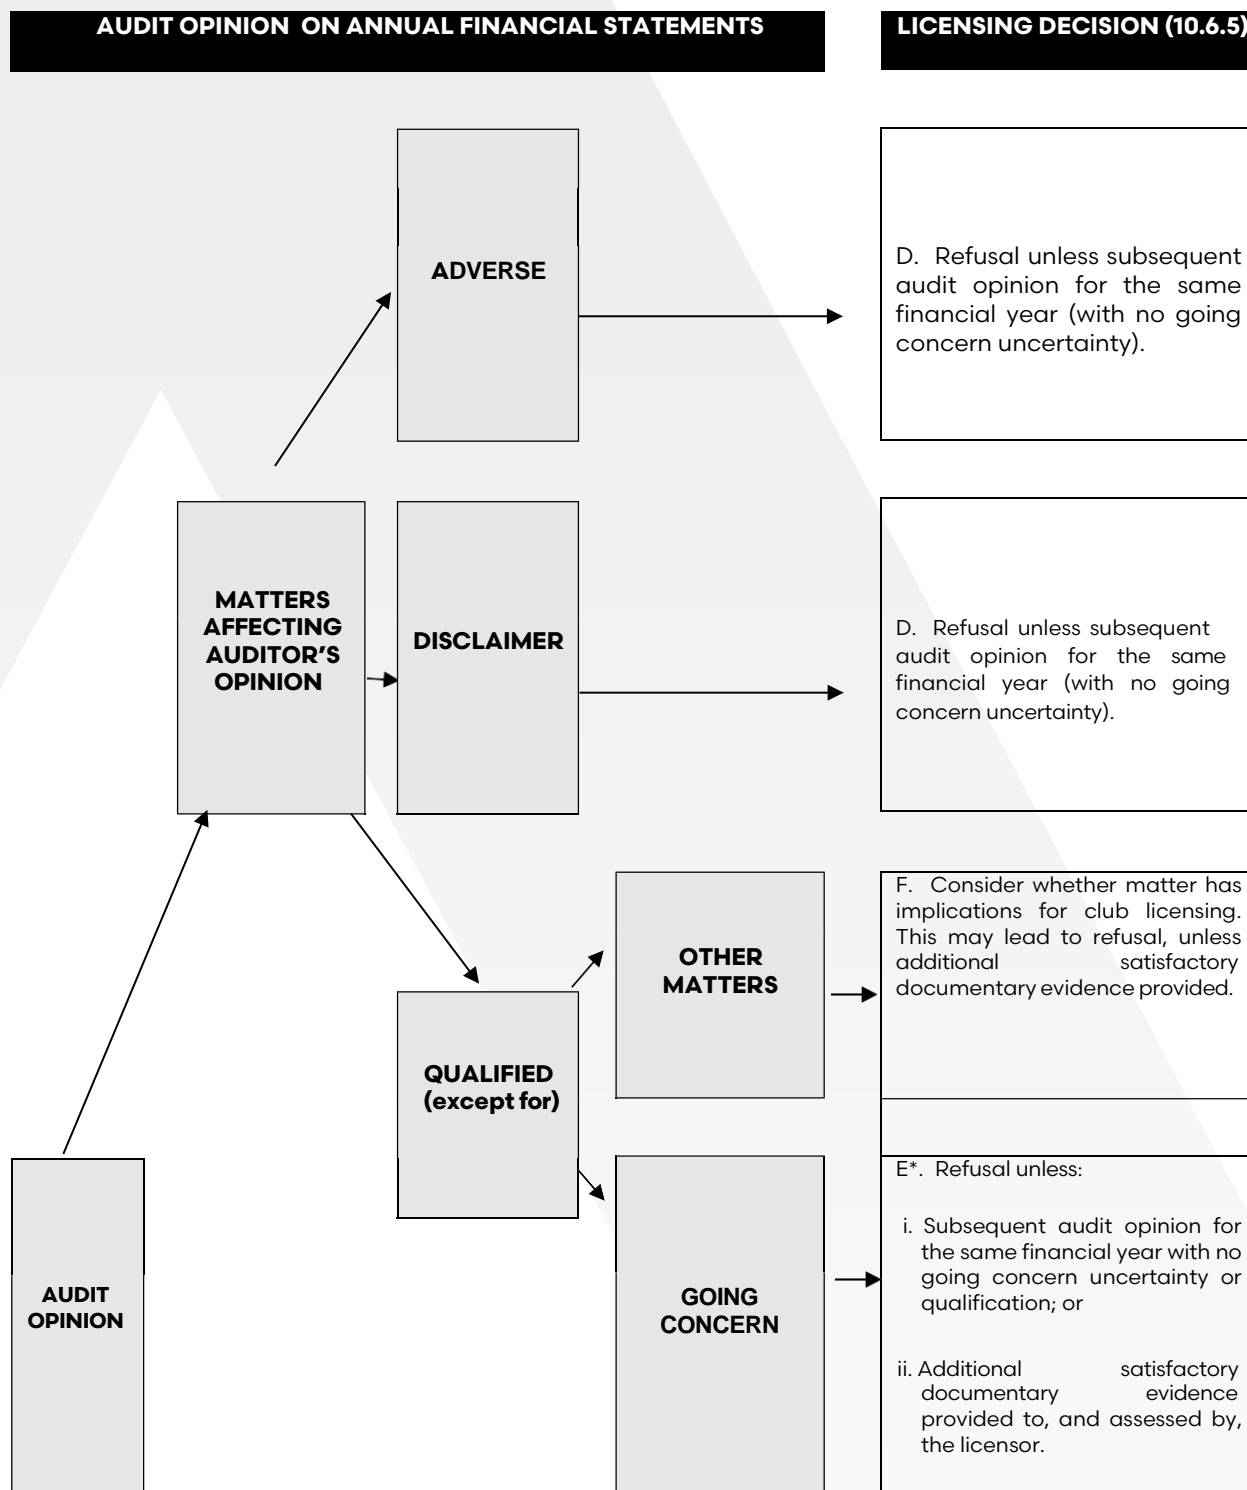 AUDIT OPINION ON ANNUAL FINANCIAL STATEMENTS
LICENSING DECISION (10.6.5)
ADVERSE
D. Refusal unless subsequent
audit opinion for the same
financial year (with no going
concern uncertainty).
MATTERS
AFFECTING
AUDITOR’S
OPINION
DISCLAIMER
D. Refusal unless subsequent
audit opinion for the same
financial year (with no going
concern uncertainty).
OTHER
MATTERS
F. Consider whether matter has
implications for club licensing.
This may lead to refusal, unless
additional satisfactory
documentary evidence provided.
QUALIFIED
(except for)
AUDIT
OPINION
GOING
CONCERN
E*. Refusal unless:
i. Subsequent audit opinion for
the same financial year with no
going concern uncertainty or
qualification; or
ii. Additional satisfactory
documentary evidence
provided to, and assessed by,
the licensor.